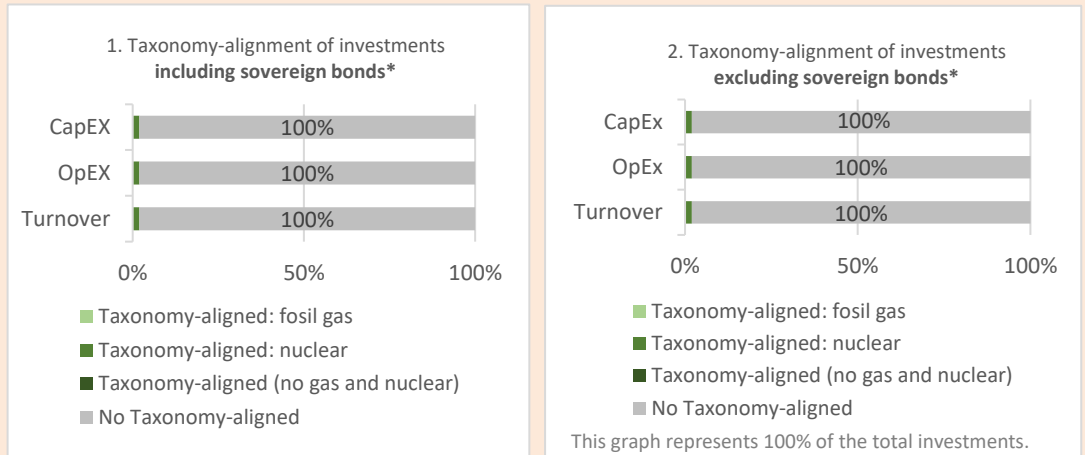 1. Taxonomy-alignment of investments
including sovereign bonds*
CapEX
100%
OpEX
100%
Turnover
100%
0%
50%
100%
Taxonomy-aligned: fosil gas
Taxonomy-aligned: nuclear
Taxonomy-aligned (no gas and nuclear)
No Taxonomy-aligned
2. Taxonomy-alignment of investments
excluding sovereign bonds*
CapEx
100%
OpEx
100%
Turnover
100%
0%
50%
100%
Taxonomy-aligned: fosil gas
Taxonomy-aligned: nuclear
Taxonomy-aligned (no gas and nuclear)
No Taxonomy-aligned
This graph represents 100% of the total investments.